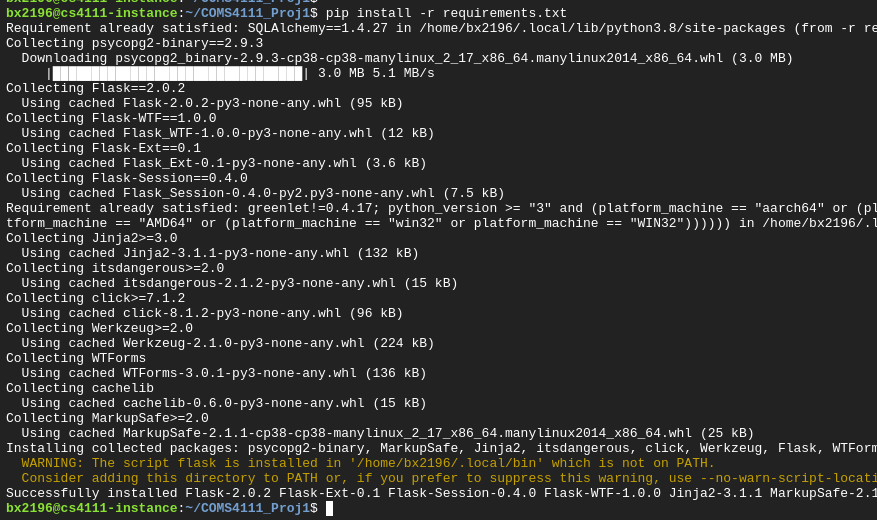 bx2196@cs4111-instance:~/COMS4111_Proj1$
bx2196@cs4111-instance:~/COMS4111_Proj1$ pip install -r requirements.txt
Requirement already satisfied: SQLAlchemy==1.4.27 in /home/bx2196/.local/lib/python3.8/site-packages (from -r re
Collecting psycopg2-binary==2.9.3
  Downloading psycopg2_binary-2.9.3-cp38-cp38-manylinux_2_17_x86_64.manylinux2014_x86_64.whl (3.0 MB)
     |████████████████████████████████| 3.0 MB 5.1 MB/s
Collecting Flask==2.0.2
  Using cached Flask-2.0.2-py3-none-any.whl (95 kB)
Collecting Flask-WTF==1.0.0
  Using cached Flask_WTF-1.0.0-py3-none-any.whl (12 kB)
Collecting Flask-Ext==0.1
  Using cached Flask_Ext-0.1-py3-none-any.whl (3.6 kB)
Collecting Flask-Session==0.4.0
  Using cached Flask_Session-0.4.0-py2.py3-none-any.whl (7.5 kB)
Requirement already satisfied: greenlet!=0.4.17; python_version >= "3" and (platform_machine == "aarch64" or (pl
tform_machine == "AMD64" or (platform_machine == "win32" or platform_machine == "WIN32")))))) in /home/bx2196/.l
Collecting Jinja2>=3.0
  Using cached Jinja2-3.1.1-py3-none-any.whl (132 kB)
Collecting itsdangerous>=2.0
  Using cached itsdangerous-2.1.2-py3-none-any.whl (15 kB)
Collecting click>=7.1.2
  Using cached click-8.1.2-py3-none-any.whl (96 kB)
Collecting Werkzeug>=2.0
  Using cached Werkzeug-2.1.0-py3-none-any.whl (224 kB)
Collecting WTForms
  Using cached WTForms-3.0.1-py3-none-any.whl (136 kB)
Collecting cachelib
  Using cached cachelib-0.6.0-py3-none-any.whl (15 kB)
Collecting MarkupSafe>=2.0
  Using cached MarkupSafe-2.1.1-cp38-cp38-manylinux_2_17_x86_64.manylinux2014_x86_64.whl (25 kB)
Installing collected packages: psycopg2-binary, MarkupSafe, Jinja2, itsdangerous, click, Werkzeug, Flask, WTForm
  WARNING: The script flask is installed in '/home/bx2196/.local/bin' which is not on PATH.
  Consider adding this directory to PATH or, if you prefer to suppress this warning, use --no-warn-script-locati
Successfully installed Flask-2.0.2 Flask-Ext-0.1 Flask-Session-0.4.0 Flask-WTF-1.0.0 Jinja2-3.1.1 MarkupSafe-2.1
bx2196@cs4111-instance:~/COMS4111_Proj1$